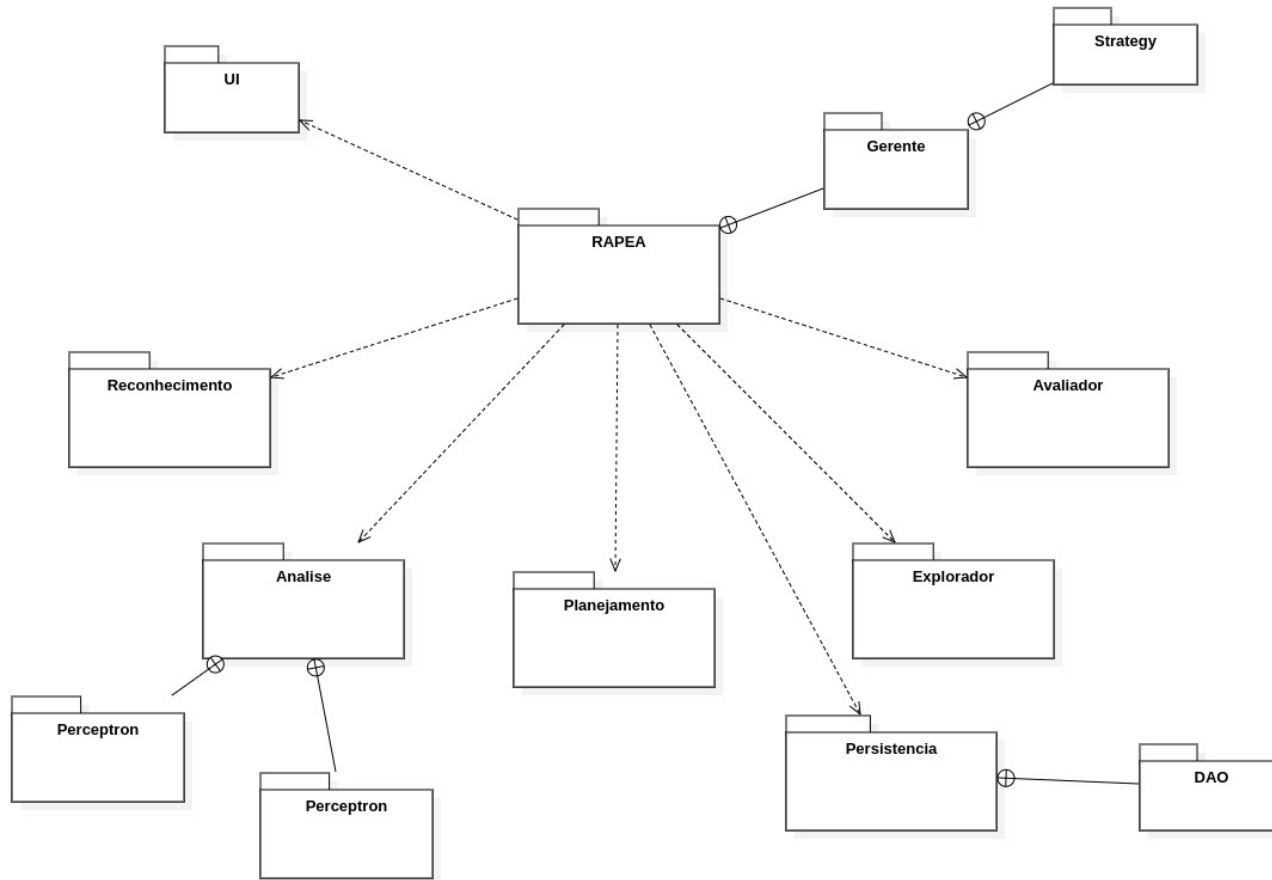 Strategy
UI
Gerente
RAPEA
Reconhecimento
Avaliador
Analise
Explorador
Planejamento
Perceptron
Persistencia
DAO
Perceptron